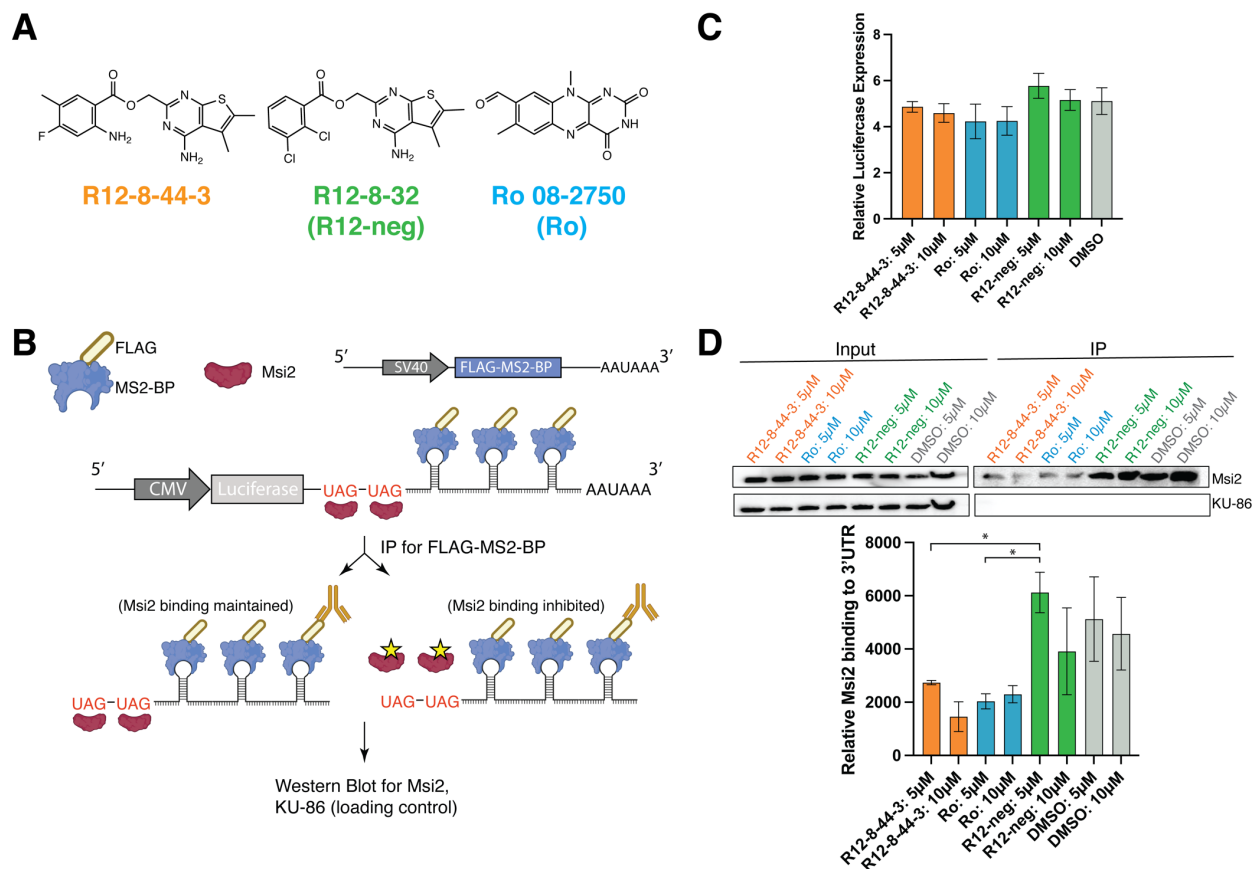 A
O
O
N
N
S
F
NH₂
NH₂
R12-8-44-3
O
O
N
N
S
Cl
Cl
NH₂
R12-8-32
(R12-neg)
O
N
N
N
O
NH
O
Ro 08-2750
(Ro)
B
FLAG
MS2-BP
Msi2
5′
SV40
FLAG-MS2-BP
AAUAAA
3′
5′
CMV
Luciferase
UAG
UAG
AAUAAA
3′
IP for FLAG-MS2-BP
(Msi2 binding maintained)
(Msi2 binding inhibited)
UAG
UAG
UAG
UAG
Western Blot for Msi2,
KU-86 (loading control)
C
Relative Lucifercase Expression
8
6
4
2
0
R12-8-44-3: 5μM
R12-8-44-3: 10μM
Ro: 5μM
Ro: 10μM
R12-neg: 5μM
R12-neg: 10μM
DMSO
D
Input
IP
R12-8-44-3: 5μM
R12-8-44-3: 10μM
Ro: 5μM
Ro: 10μM
R12-neg: 5μM
R12-neg: 10μM
DMSO: 5μM
DMSO: 10μM
R12-8-44-3: 5μM
R12-8-44-3: 10μM
Ro: 5μM
Ro: 10μM
R12-neg: 5μM
R12-neg: 10μM
DMSO: 5μM
DMSO: 10μM
Msi2
KU-86
Relative Msi2 binding to 3′UTR
8000
6000
4000
2000
0
*
*
R12-8-44-3: 5μM
R12-8-44-3: 10μM
Ro: 5μM
Ro: 10μM
R12-neg: 5μM
R12-neg: 10μM
DMSO: 5μM
DMSO: 10μM